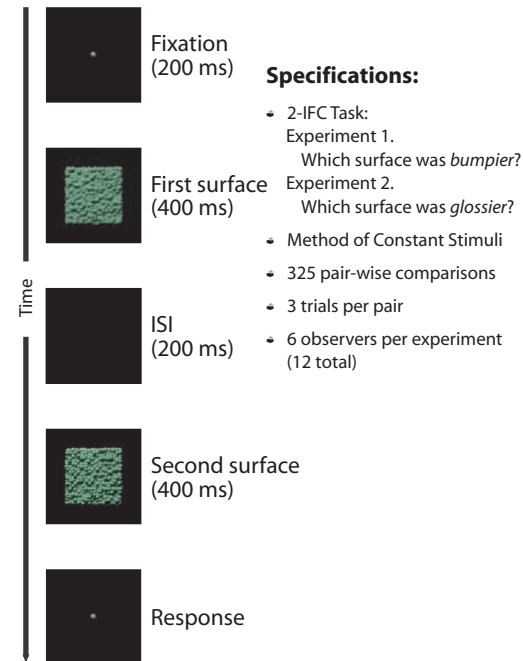 Time
Fixation
(200 ms)
First surface
(400 ms)
ISI
(200 ms)
Second surface
(400 ms)
Response
Specifications:
2-IFC Task:
Experiment 1.
Which surface was bumpier?
Experiment 2.
Which surface was glossier?
Method of Constant Stimuli
325 pair-wise comparisons
3 trials per pair
6 observers per experiment
(12 total)